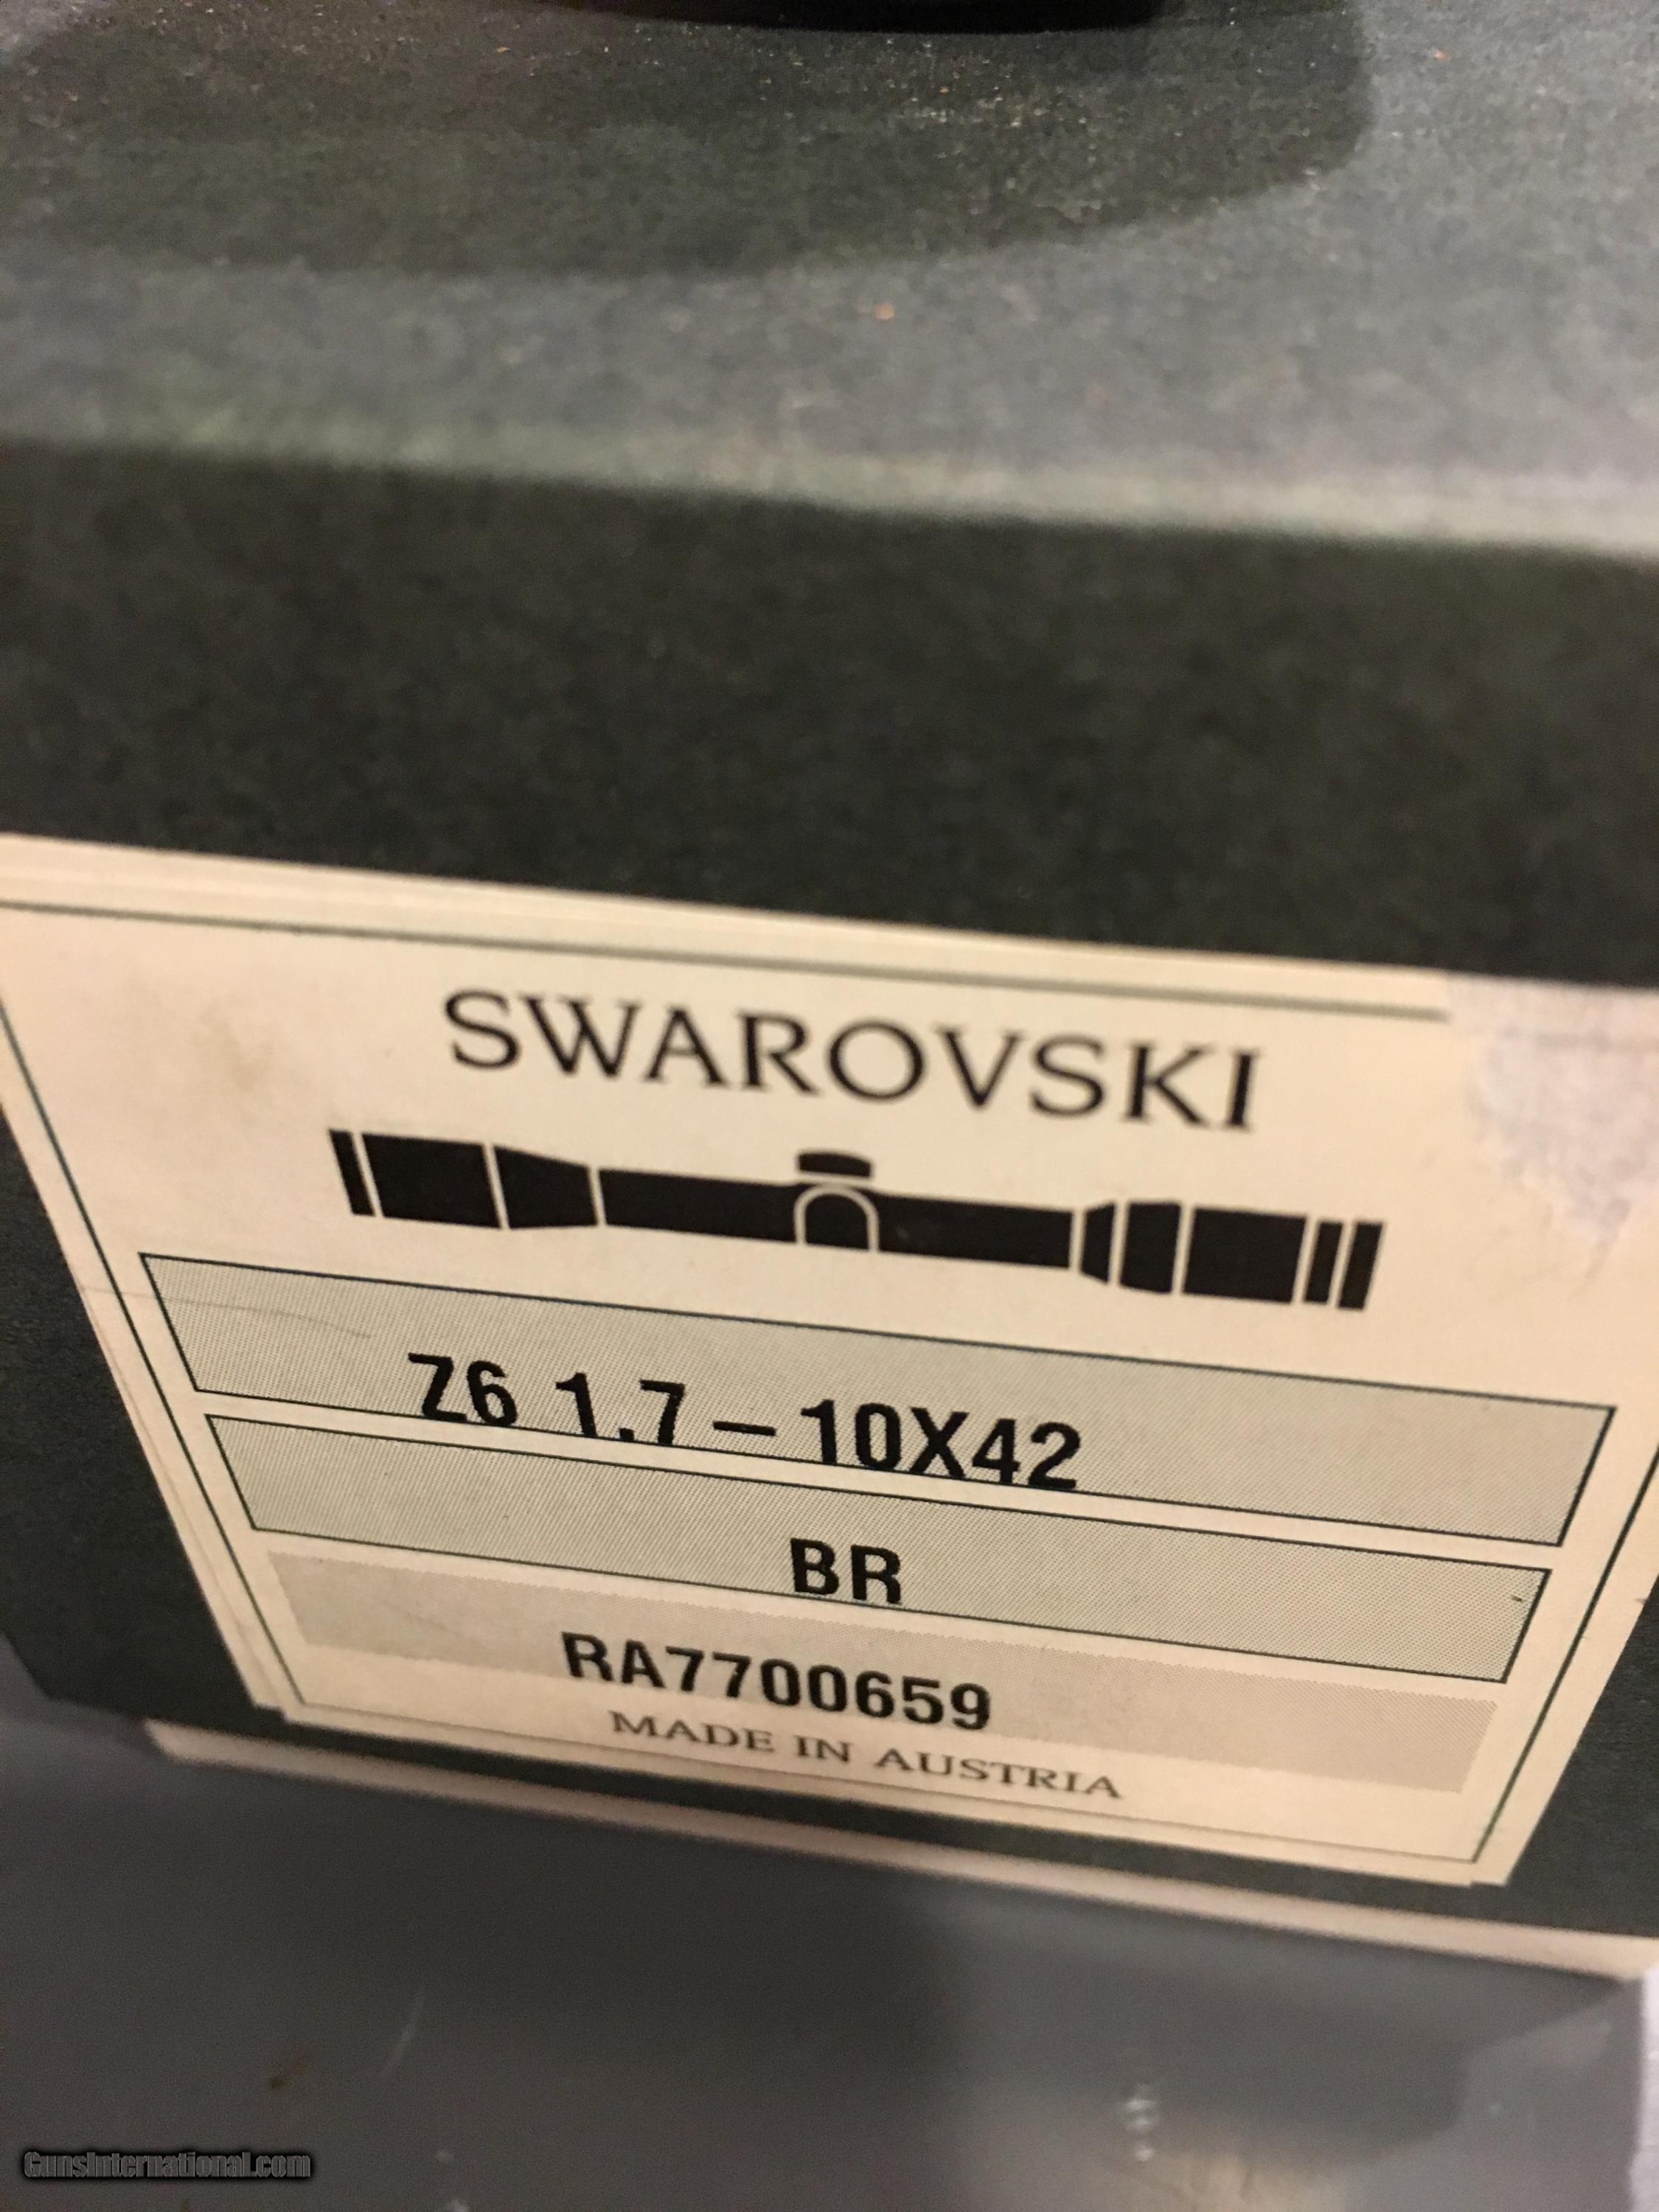 SWAROVSKI
Z6 1.7 – 10X42
BR
RA7700659
MADE IN AUSTRIA
GunsInternational.com